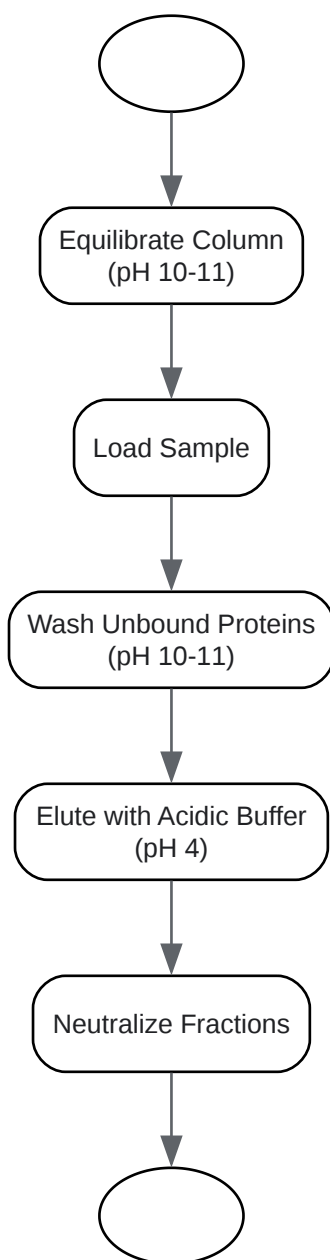 Equilibrate Column
(pH 10-11)
Load Sample
Wash Unbound Proteins
(pH 10-11)
Elute with Acidic Buffer
(pH 4)
Neutralize Fractions